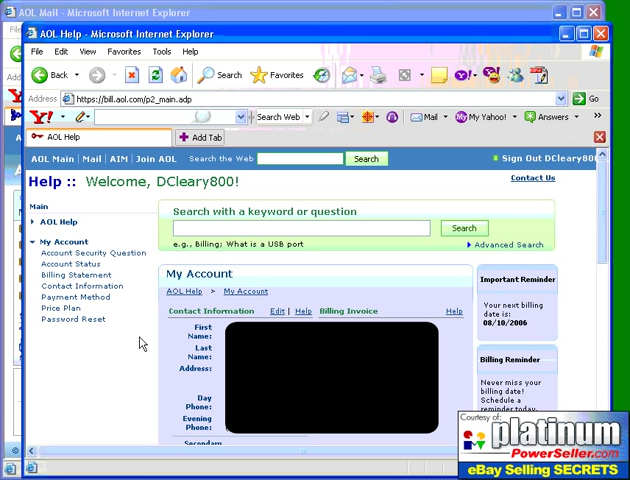 AOL Mail - Microsoft Internet Explorer
AOL Help - Microsoft Internet Explorer
File Edit View Favorites Tools Help
Back Search Favorites
Address https://bill.aol.com/p2_main.adp Go
Y! Search Web Mail My Yahoo! Answers
AOL Help Add Tab
AOL Main | Mail | AIM | Join AOL Search the Web Search Sign Out DCleary800
Help :: Welcome, DCleary800! Contact Us
Main
AOL Help
My Account
Account Security Question
Account Status
Billing Statement
Contact Information
Payment Method
Price Plan
Password Reset
Search with a keyword or question
Search
e.g., Billing; What is a USB port Advanced Search
My Account
AOL Help > My Account
Contact Information Edit | Help Billing Invoice Help
First
Name:
Last
Name:
Address:
Day
Phone:
Evening
Phone:
Secondary
Important Reminder
Your next billing
date is:
08/10/2006
Billing Reminder
Never miss your
billing date!
Schedule a
reminder today.
Courtesy of:
platinum
PowerSeller.com
eBay Selling SECRETS